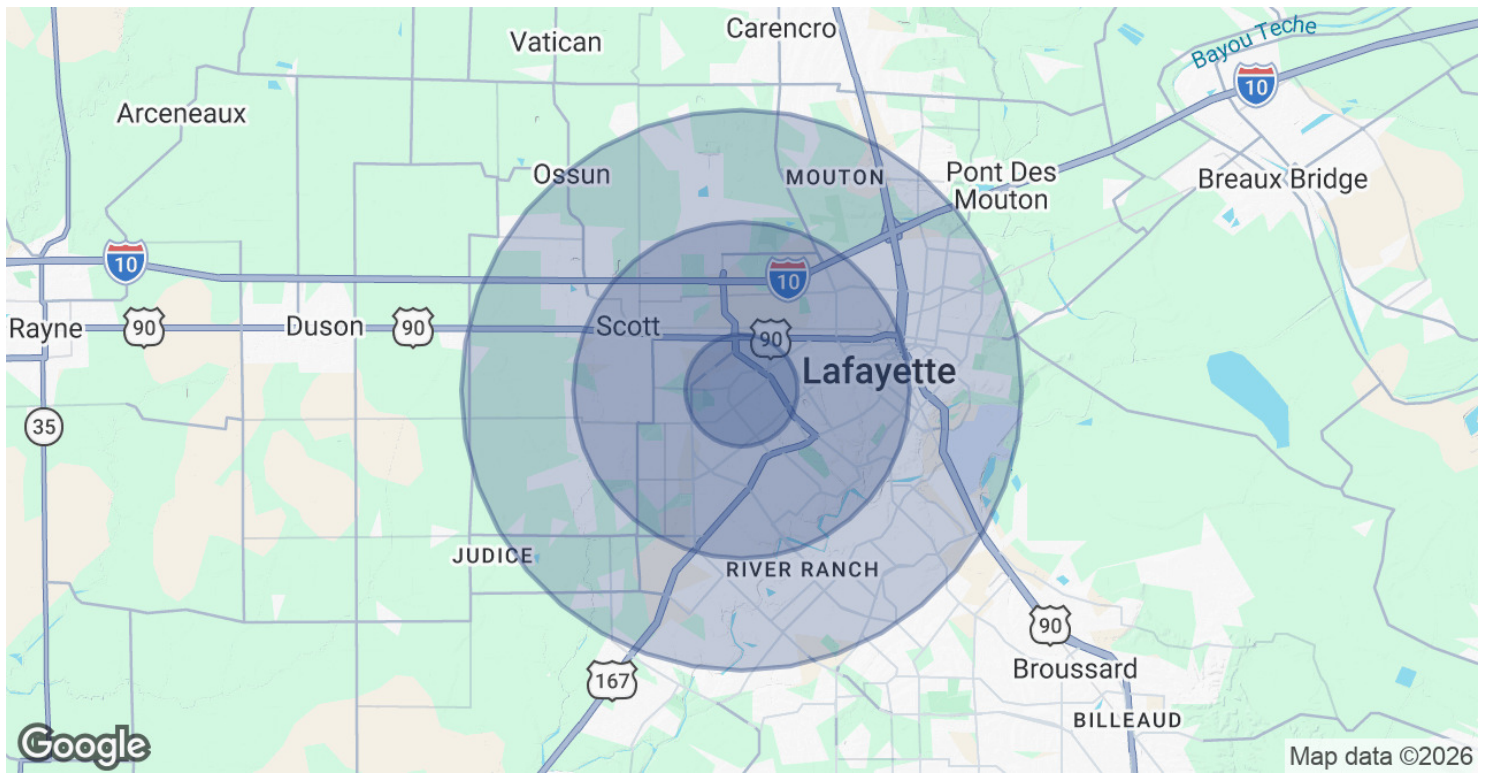 Carencro
Vatican
Bayou Teche
10
Arceneaux
Ossun
MOUTON
Pont Des
Mouton
Breaux Bridge
10
10
Rayne
90
Duson
90
Scott
90
Lafayette
35
JUDICE
RIVER RANCH
90
Broussard
167
BILLEAUD
Google
Map data ©2026